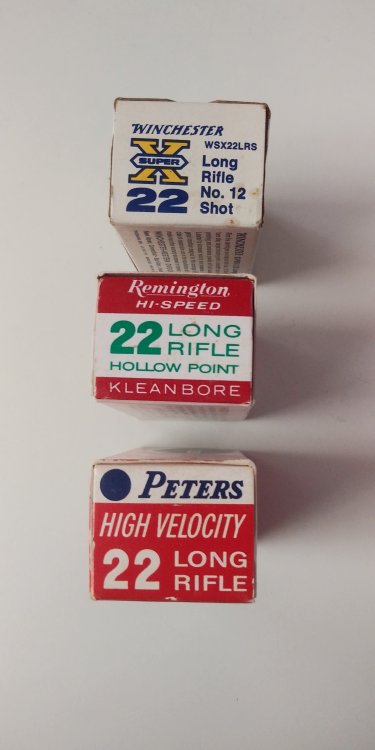 WINCHESTER
WSX22LRS
X
SUPER
22
Long
Rifle
No. 12
Shot
Remington
HI-SPEED
22 LONG
RIFLE
HOLLOW POINT
KLEANBORE
PETERS
HIGH VELOCITY
22 LONG
RIFLE